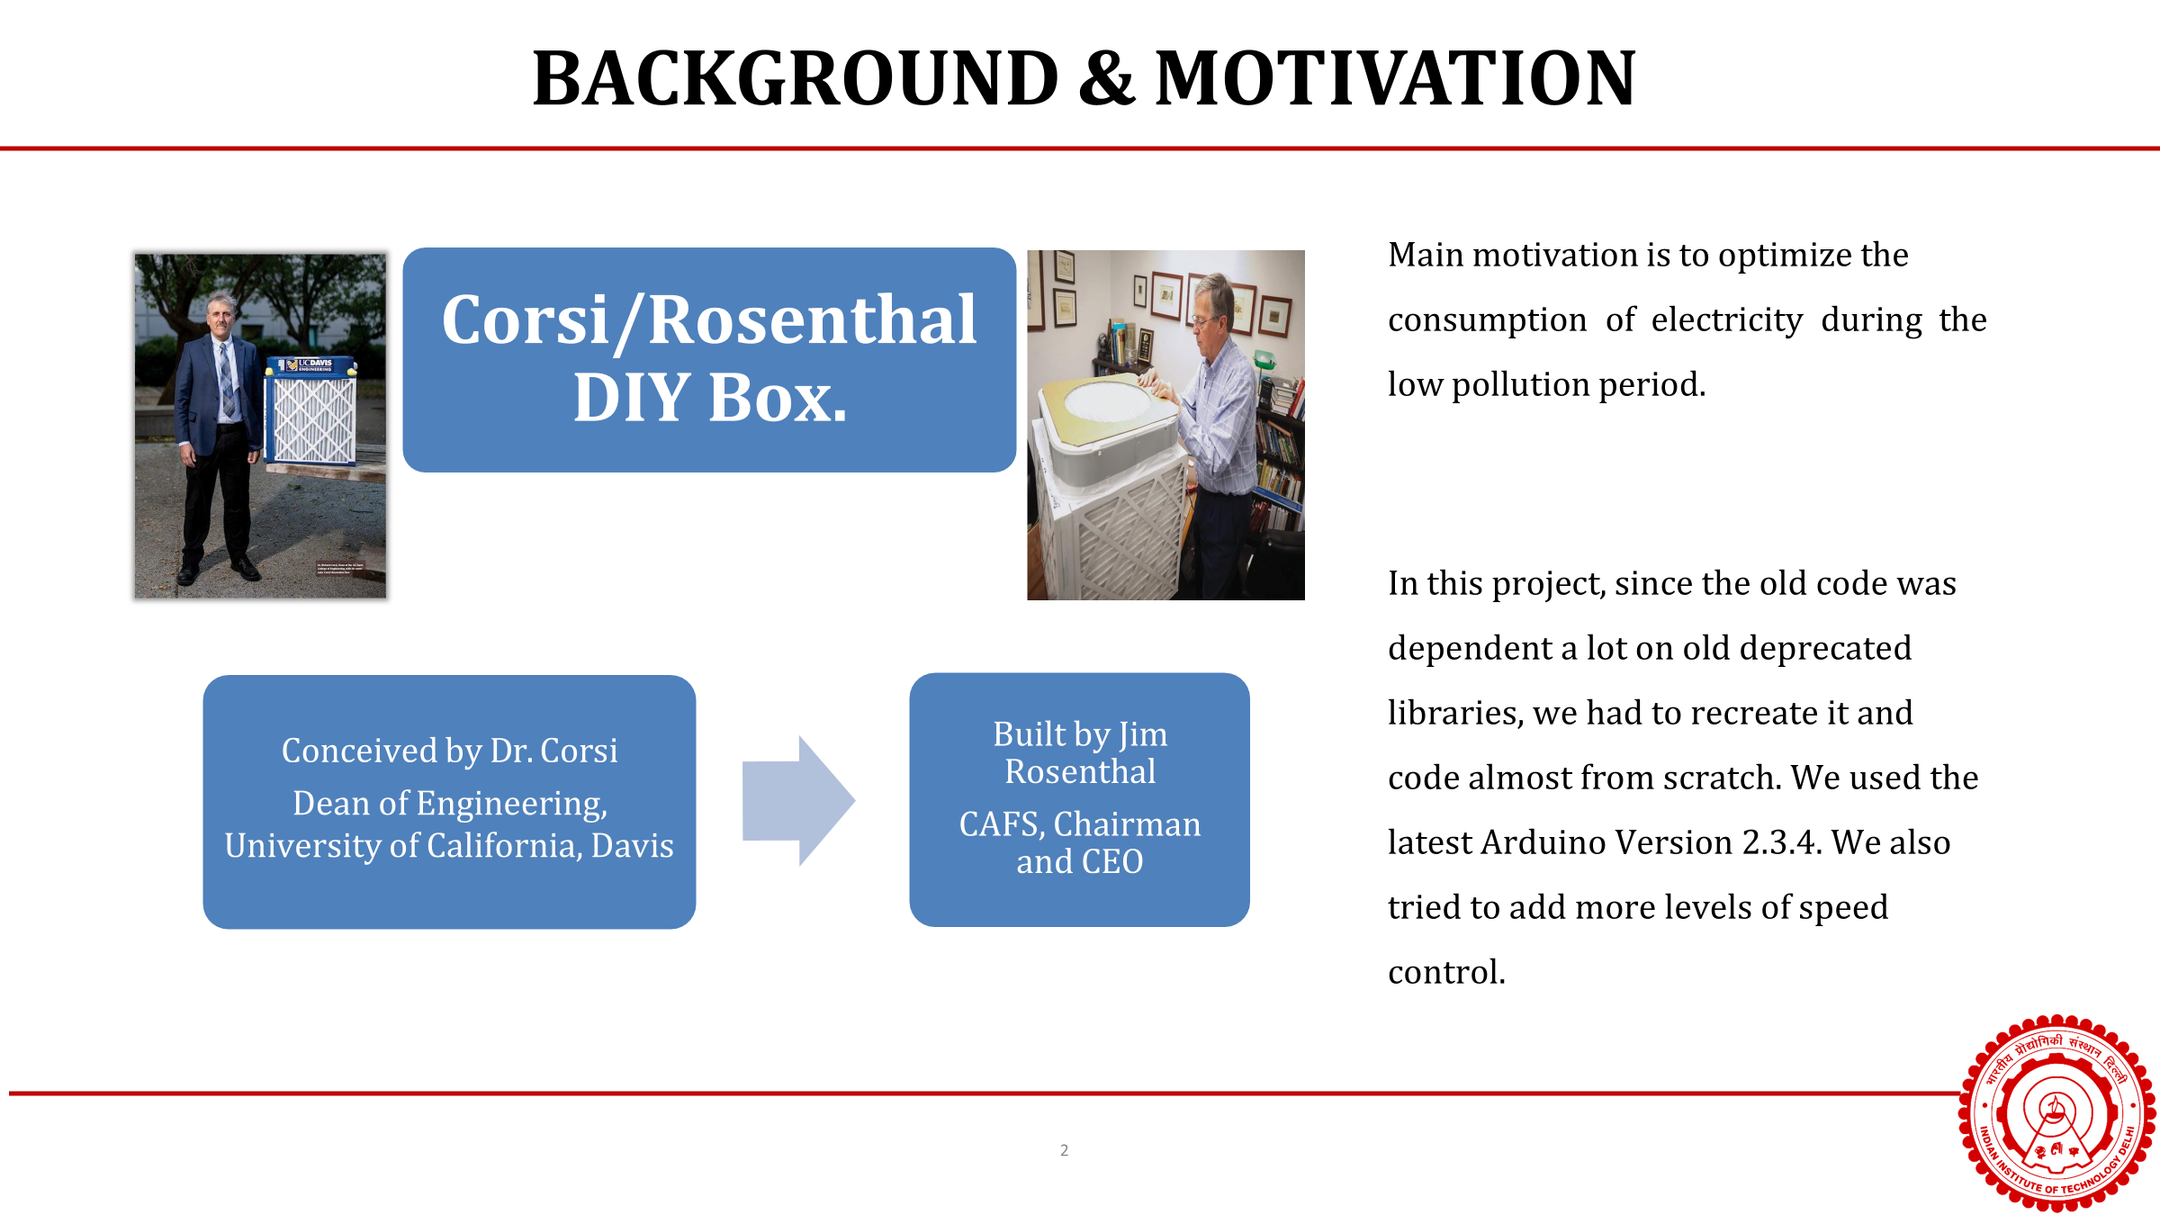 BACKGROUND & MOTIVATION
Corsi/Rosenthal
DIY Box.
UCDAVIS
ENGINEERING
Conceived by Dr. Corsi
Dean of Engineering,
University of California, Davis
Built by Jim
Rosenthal
CAFS, Chairman
and CEO
Main motivation is to optimize the
consumption of electricity during the
low pollution period.
In this project, since the old code was
dependent a lot on old deprecated
libraries, we had to recreate it and
code almost from scratch. We used the
latest Arduino Version 2.3.4. We also
tried to add more levels of speed
control.
भारतीय प्रौद्योगिकी संस्थान दिल्ली
INDIAN INSTITUTE OF TECHNOLOGY DELHI
2